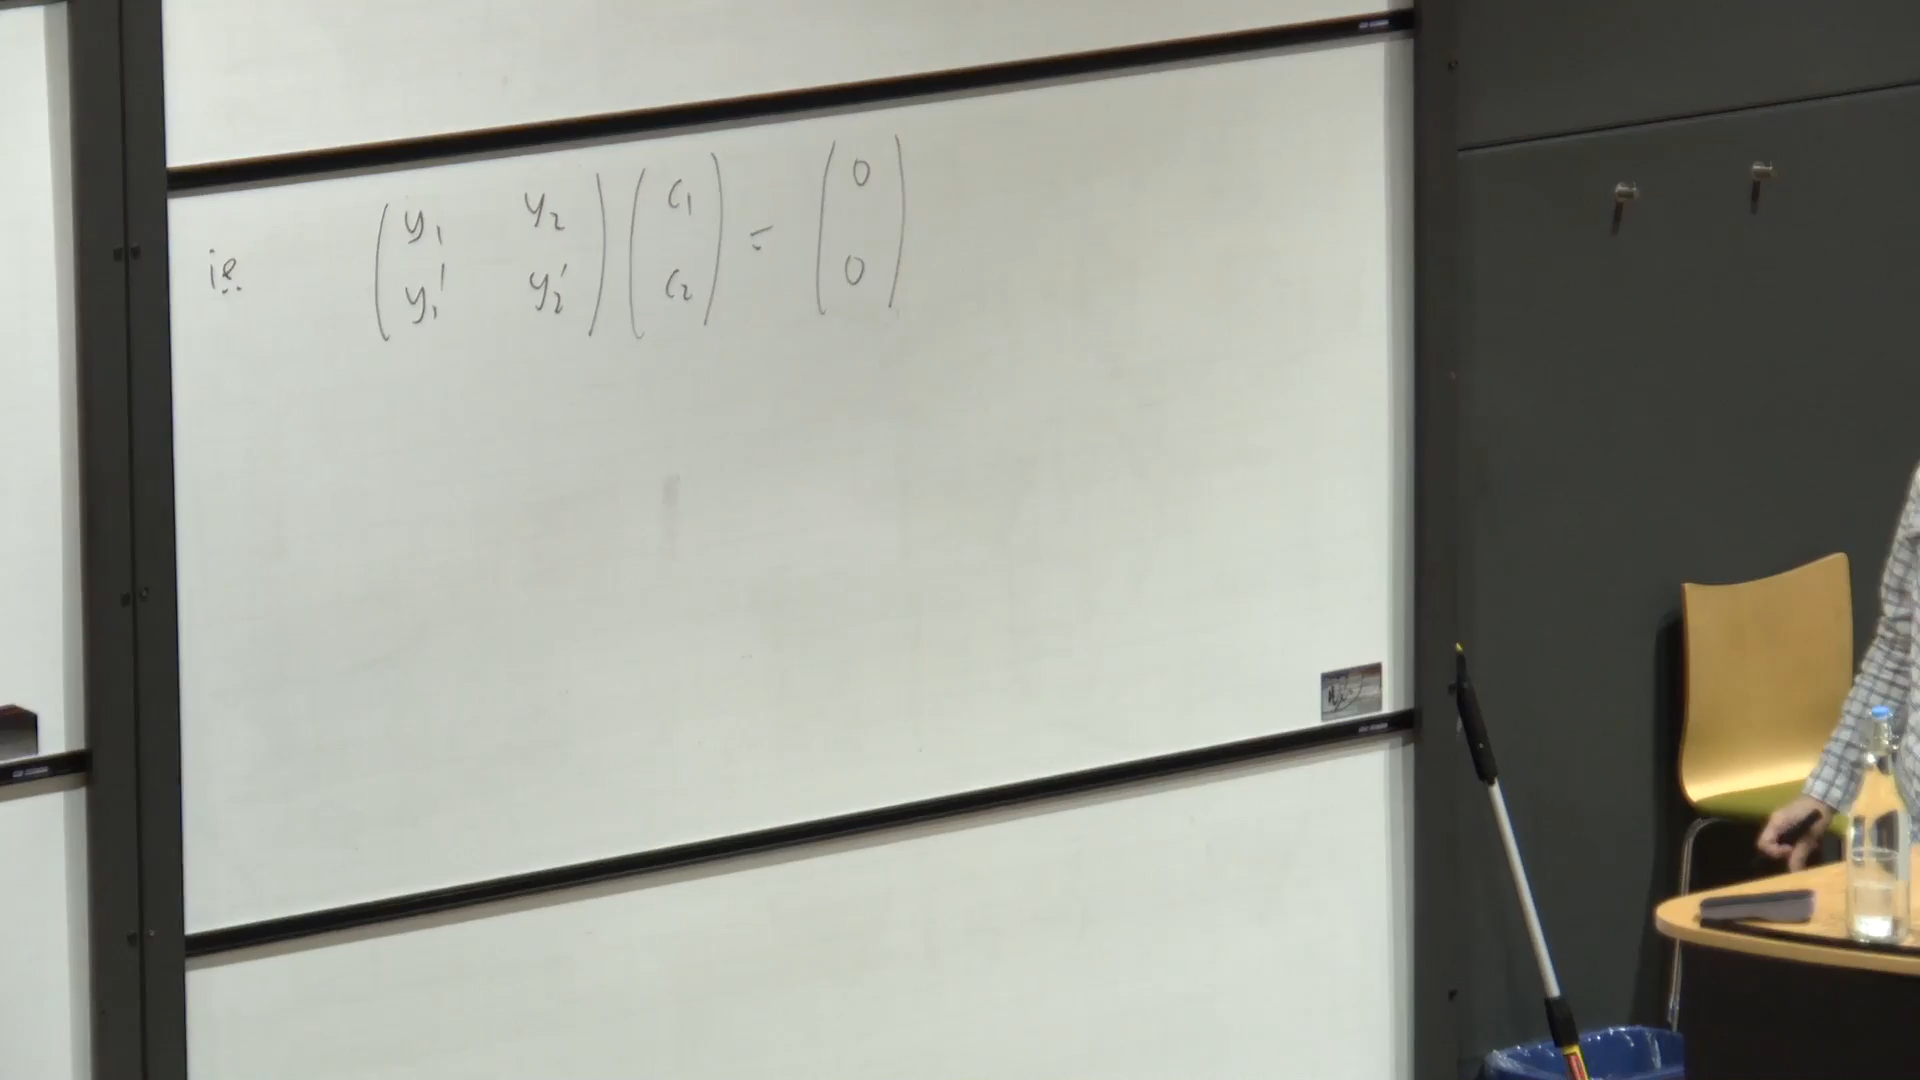 i.e. ( y₁ y₂ ) ( c₁ ) = ( 0 )
( y₁' y₂' ) ( c₂ ) ( 0 )